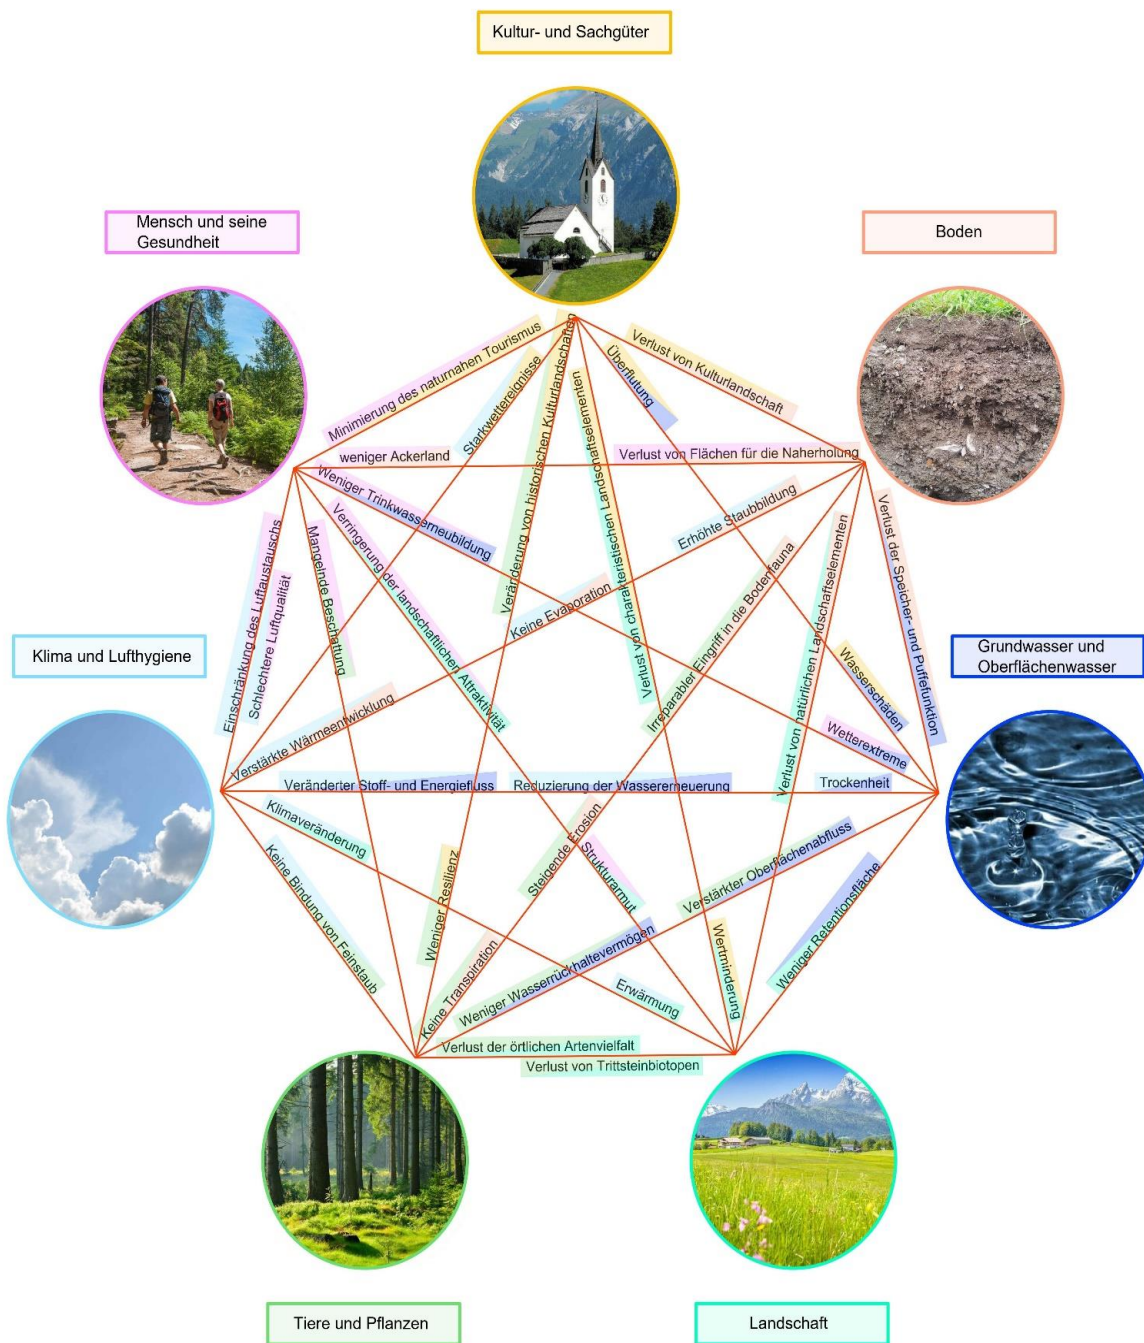 Kultur- und Sachgüter
Mensch und seine
Gesundheit
Boden
Minimierung des naturnahen Tourismus
Starkwettereignisse
Veränderung von historischen Kulturlandschaften
Verlust von charakteristischen Landschaftselementen
Überflutung
Verlust von Kulturlandschaft
weniger Ackerland
Verlust von Flächen für die Naherholung
Weniger Trinkwasserneubildung
Verringerung der landschaftlichen Attraktivität
Mangelnde Beschattung
Einschränkung des Luftaustauschs
Schlechtere Luftqualität
Erhöhte Staubbildung
Keine Evaporation
Irreparabler Eingriff in die Bodenfauna
Verlust von natürlichen Landschaftselementen
Verlust der Speicher- und Puffefunktion
Klima und Lufthygiene
Grundwasser und
Oberflächenwasser
Wasserschäden
Wetterextreme
Verstärkte Wärmeentwicklung
Veränderter Stoff- und Energiefluss
Reduzierung der Wassererneuerung
Trockenheit
Klimaveränderung
Keine Bindung von Feinstaub
Weniger Resilienz
Steigende Erosion
Strukturarmut
Verstärkter Oberflächenabfluss
Weniger Retentionsfläche
Keine Transpiration
Weniger Wasserrückhaltevermögen
Erwärmung
Wertminderung
Verlust der örtlichen Artenvielfalt
Verlust von Trittsteinbiotopen
Tiere und Pflanzen
Landschaft